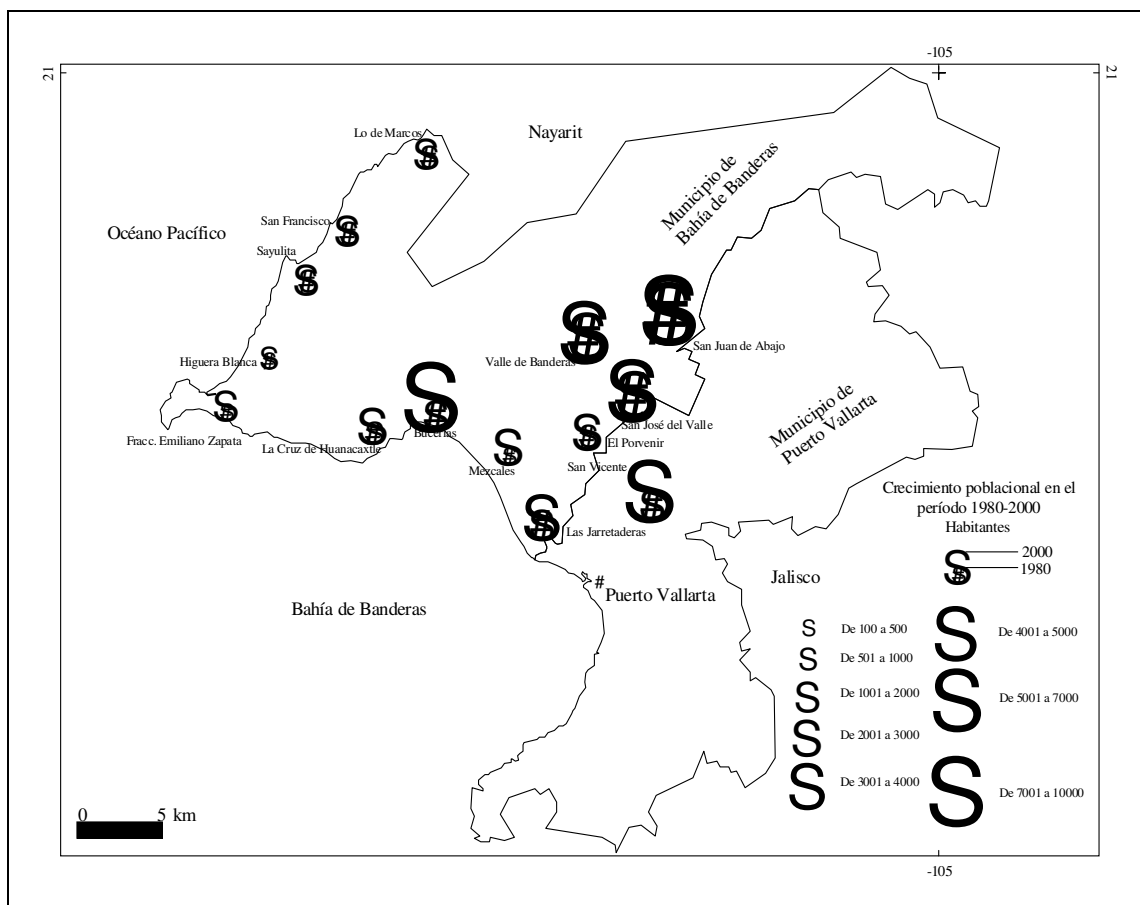 -105
21
21
Lo de Marcos
Nayarit
Municipio de
Bahía de Banderas
San Francisco
Océano Pacífico
Sayulita
San Juan de Abajo
Higuera Blanca
Valle de Banderas
Municipio de
Puerto Vallarta
Fracc. Emiliano Zapata
La Cruz de Huanacaxtle
Bucerías
San José del Valle
El Porvenir
Mezcales
San Vicente
Las Jarretaderas
Crecimiento poblacional en el
período 1980-2000
Habitantes
2000
1980
# Puerto Vallarta
Jalisco
Bahía de Banderas
S De 100 a 500
S De 501 a 1000
S De 1001 a 2000
S De 2001 a 3000
S De 3001 a 4000
S De 4001 a 5000
S De 5001 a 7000
S De 7001 a 10000
0 5 km
-105